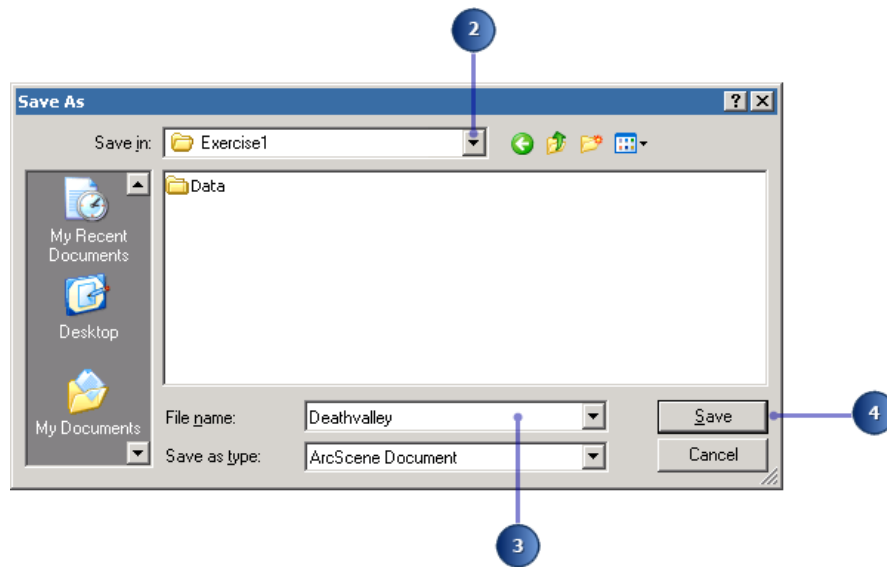 2
Save As
Save in: Exercise1
Data
My Recent
Documents
Desktop
My Documents
File name: Deathvalley
Save
4
Save as type: ArcScene Document
Cancel
3